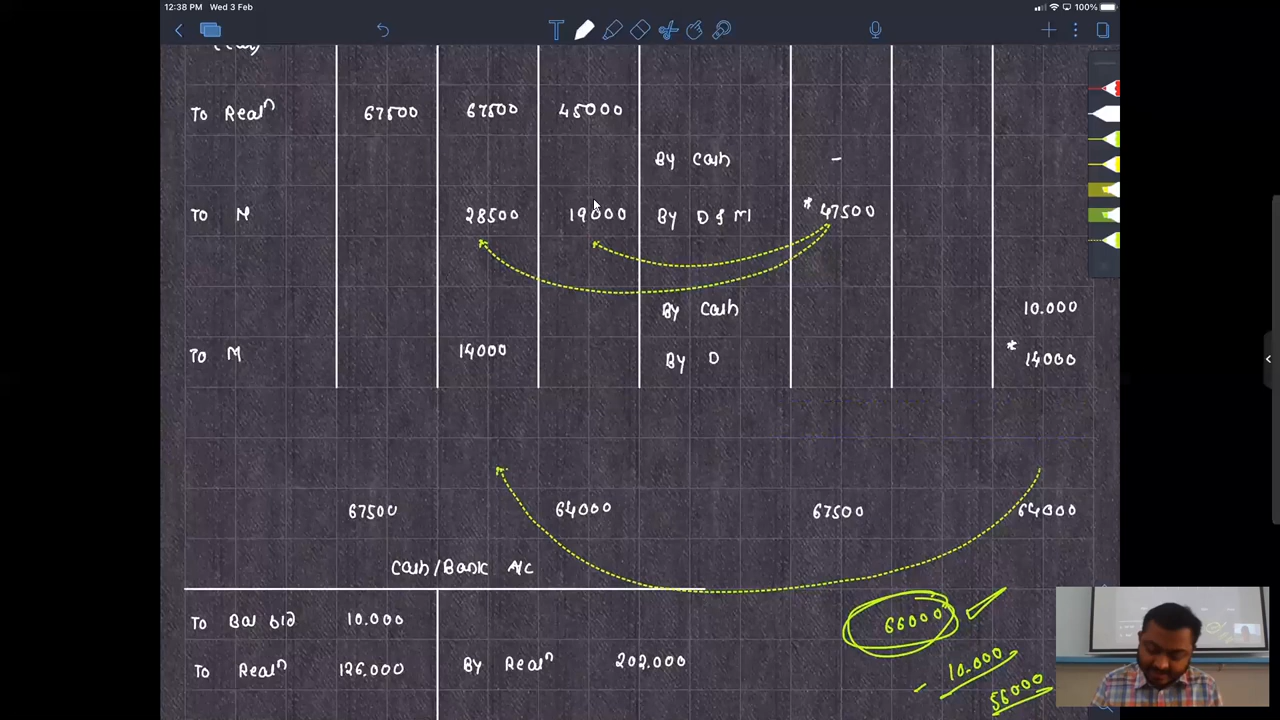 12:38 PM Wed 3 Feb 100%
To Realn 67500 67500 45000
By Cash -
To N 28500 19000 By D & M * 47500
By Cash 10.000
To M 14000 By D * 14000
67500 64000 67500 64000
Cash/Bank A/C
To Bal b/d 10.000
66000
To Realn 126.000 By Realn 202.000
- 10.000
56000